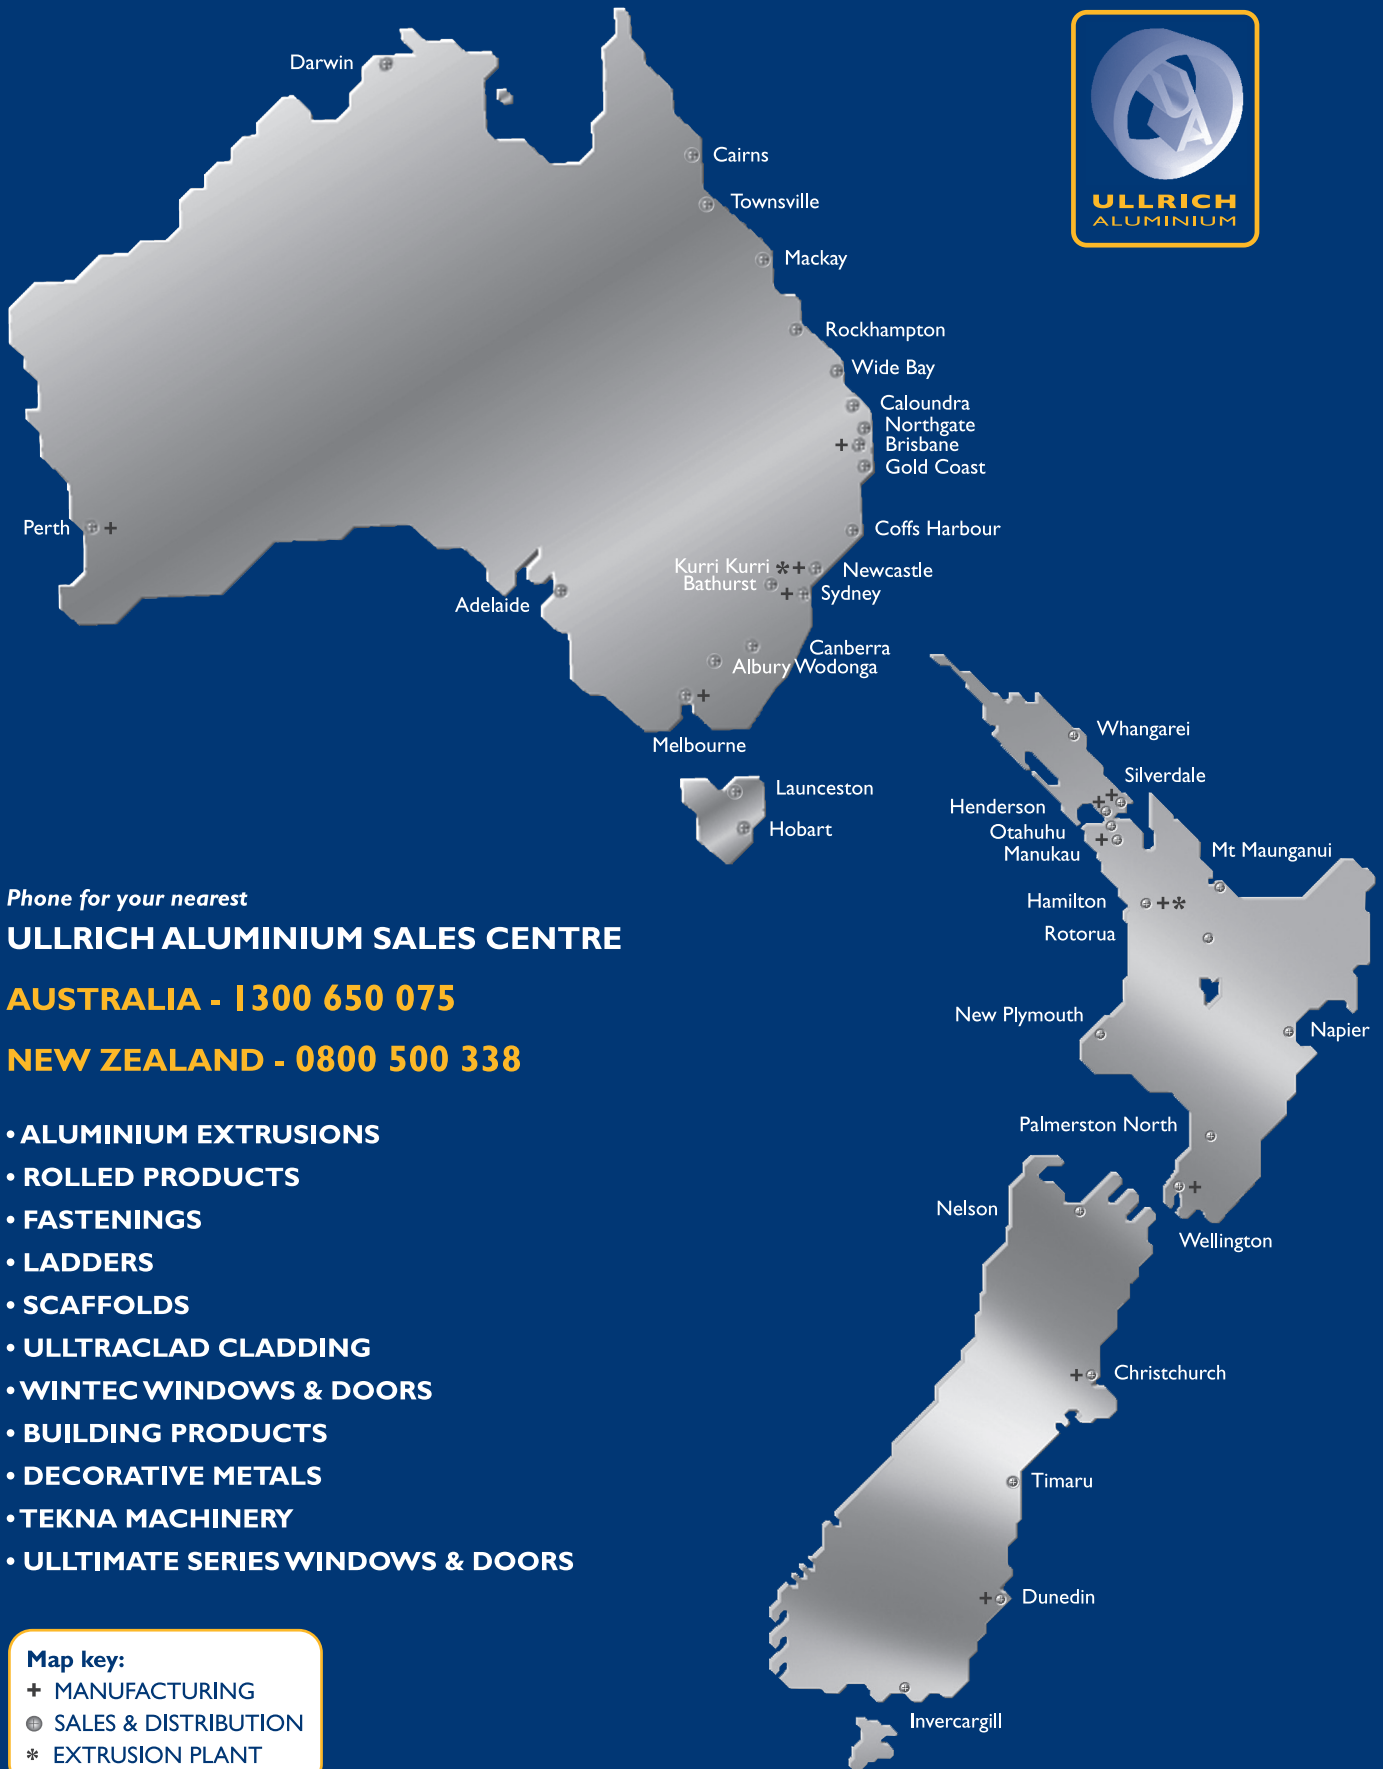 Darwin
Cairns
Townsville
Mackay
Rockhampton
Wide Bay
Caloundra
Northgate
Brisbane
Gold Coast
Perth
Coffs Harbour
Kurri Kurri
Newcastle
Bathurst
Sydney
Adelaide
Canberra
Albury Wodonga
Melbourne
Launceston
Hobart
UA
ULLRICH
ALUMINIUM
Whangarei
Silverdale
Henderson
Otahuhu
Manukau
Mt Maunganui
Hamilton
Rotorua
New Plymouth
Napier
Palmerston North
Nelson
Wellington
Christchurch
Timaru
Dunedin
Invercargill
Phone for your nearest
ULLRICH ALUMINIUM SALES CENTRE
AUSTRALIA - 1300 650 075
NEW ZEALAND - 0800 500 338
• ALUMINIUM EXTRUSIONS
• ROLLED PRODUCTS
• FASTENINGS
• LADDERS
• SCAFFOLDS
• ULLTRACLAD CLADDING
• WINTEC WINDOWS & DOORS
• BUILDING PRODUCTS
• DECORATIVE METALS
• TEKNA MACHINERY
• ULLTIMATE SERIES WINDOWS & DOORS
Map key:
+ MANUFACTURING
SALES & DISTRIBUTION
* EXTRUSION PLANT